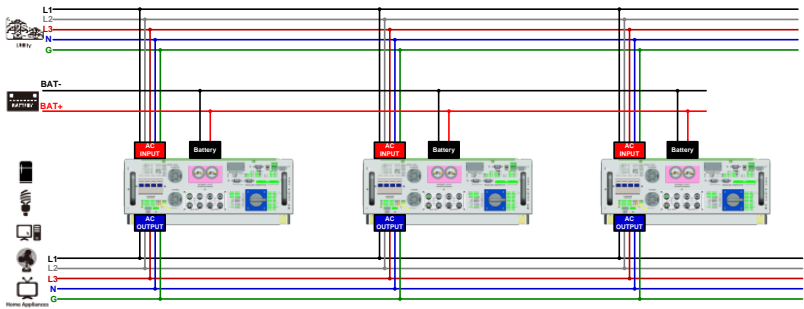 L1
L2
L3
N
G
Utility
BAT-
BATTERY
BAT+
AC
INPUT
Battery
AC
INPUT
Battery
AC
INPUT
Battery
AC
OUTPUT
AC
OUTPUT
AC
OUTPUT
L1
L2
L3
N
G
Home Appliances